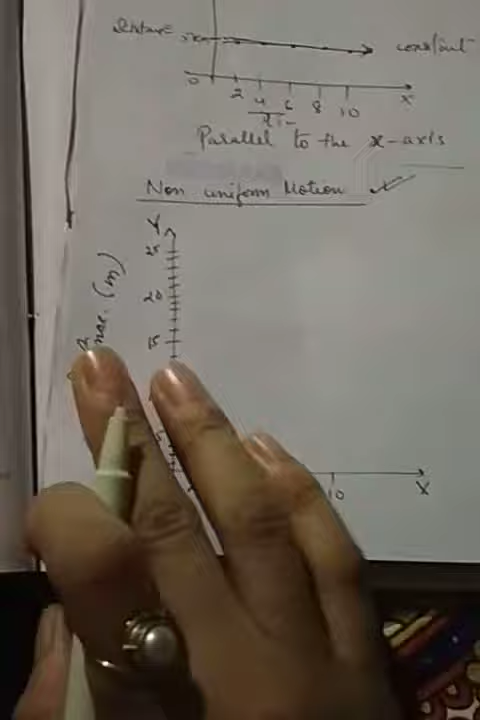 Distance
constant
0 2 4 6 8 10 X
Parallel to the x-axis
Non uniform Motion
Y
25
20
15
(m)
10 X